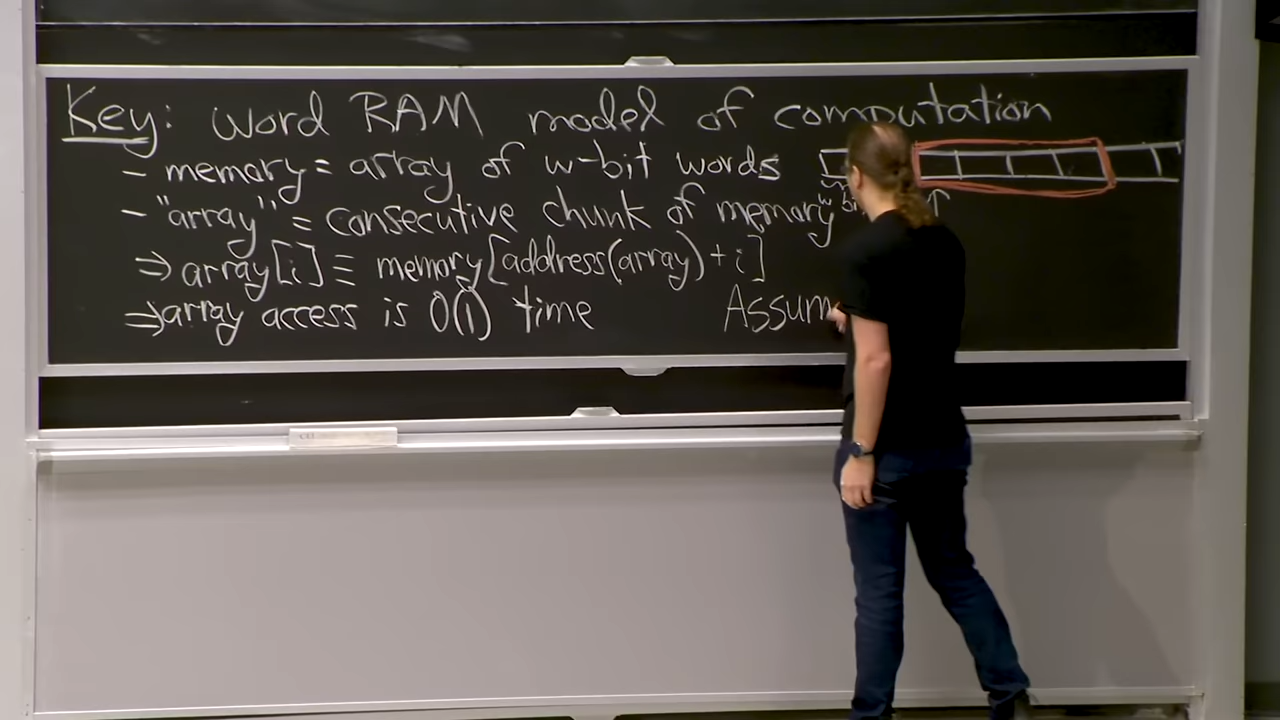 Key: word RAM model of computation
- memory = array of w-bit words
- "array" = consecutive chunk of memory
⇒ array[i] ≡ memory[address(array) + i]
⇒ array access is O(1) time
Assum